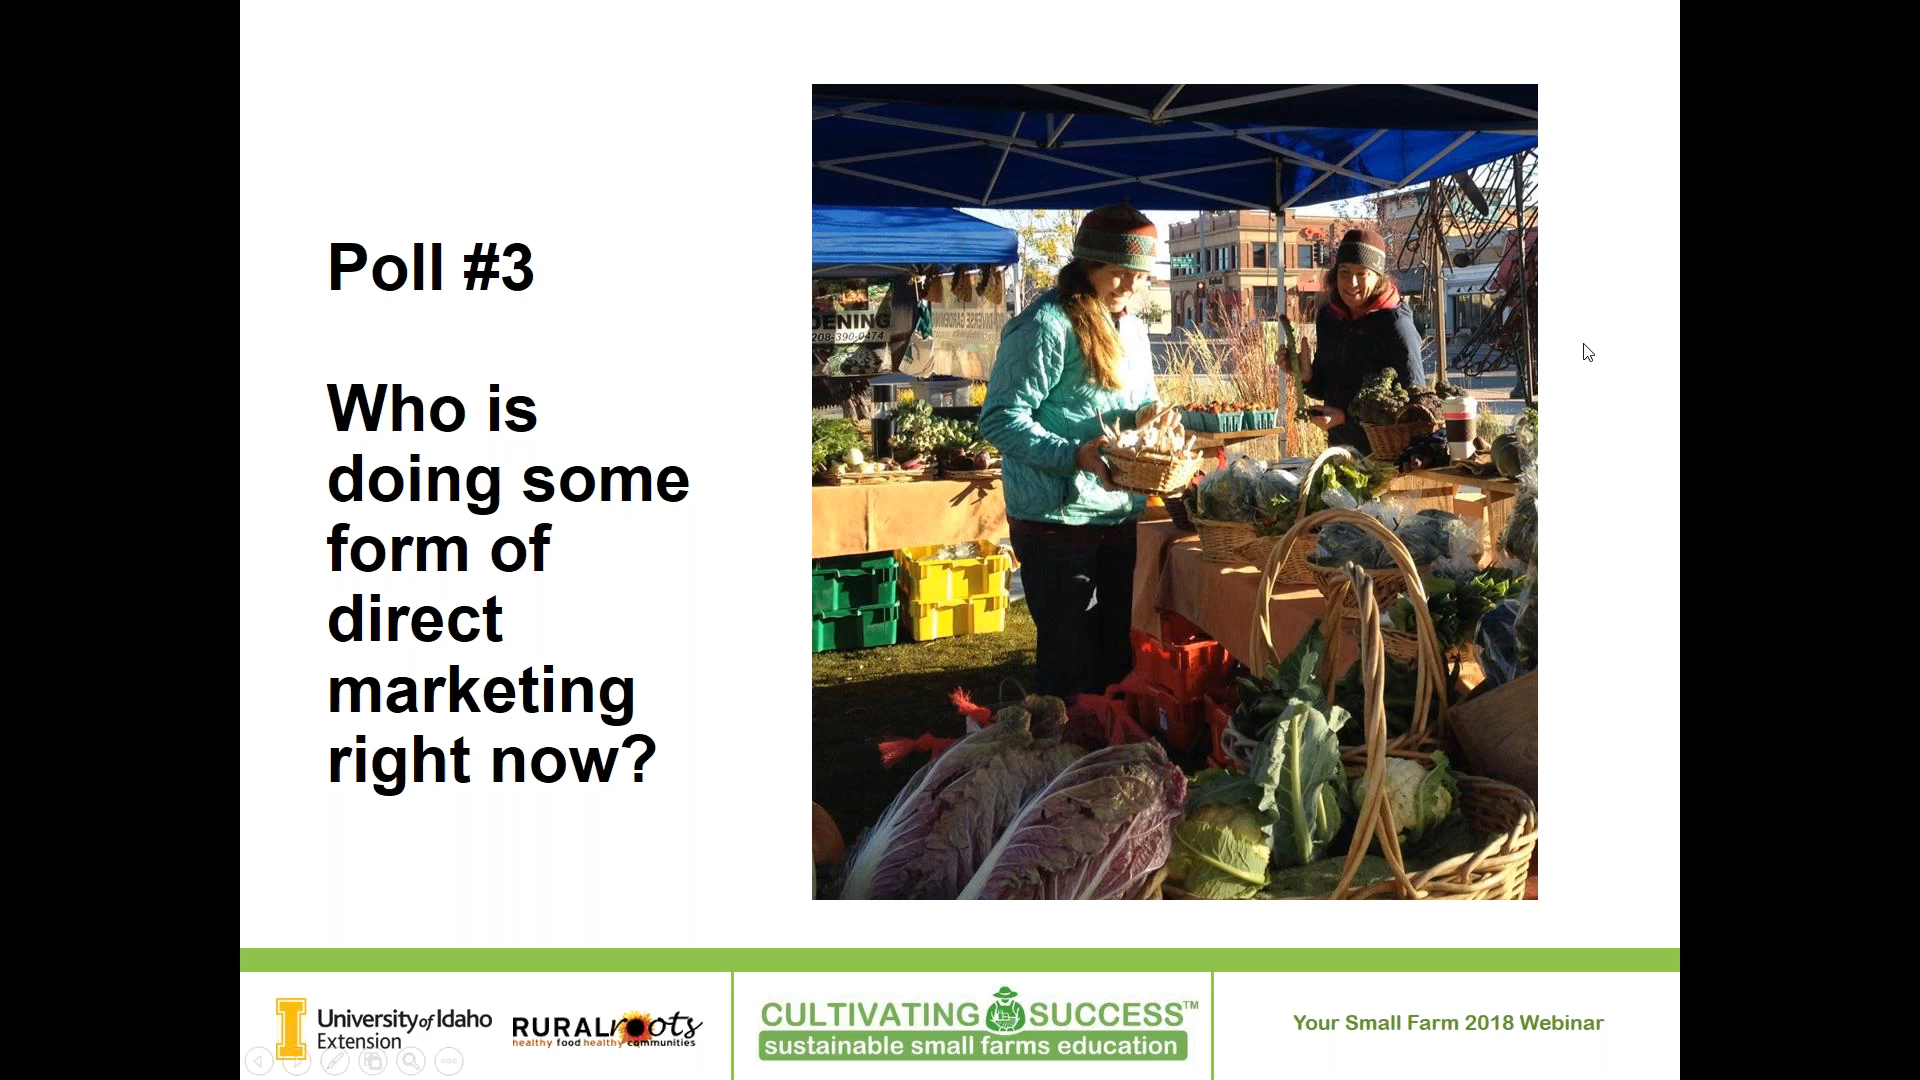 Poll #3
Who is
doing some
form of
direct
marketing
right now?
DENING
208-390-0474
University of Idaho
Extension
RURAL roots
healthy food healthy communities
CULTIVATING SUCCESS™
sustainable small farms education
Your Small Farm 2018 Webinar